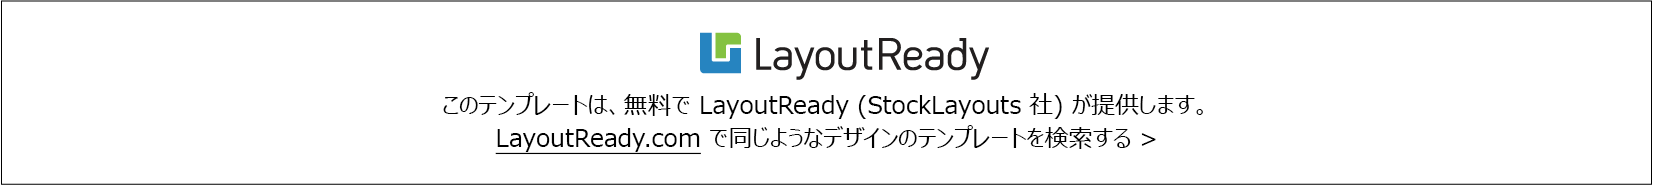 LayoutReady
このテンプレートは、無料で LayoutReady (StockLayouts 社) が提供します。
LayoutReady.com で同じようなデザインのテンプレートを検索する >